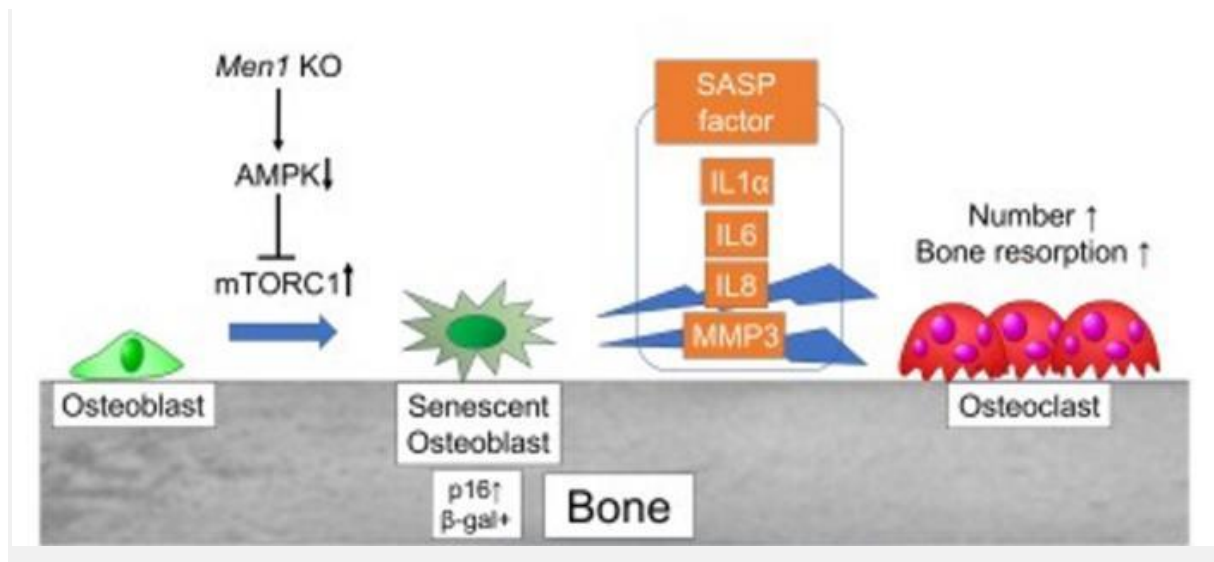 Men1 KO
AMPK↓
mTORC1↑
Osteoblast
Senescent
Osteoblast
p16↑
β-gal+
Bone
SASP
factor
IL1α
IL6
IL8
MMP3
Number ↑
Bone resorption ↑
Osteoclast